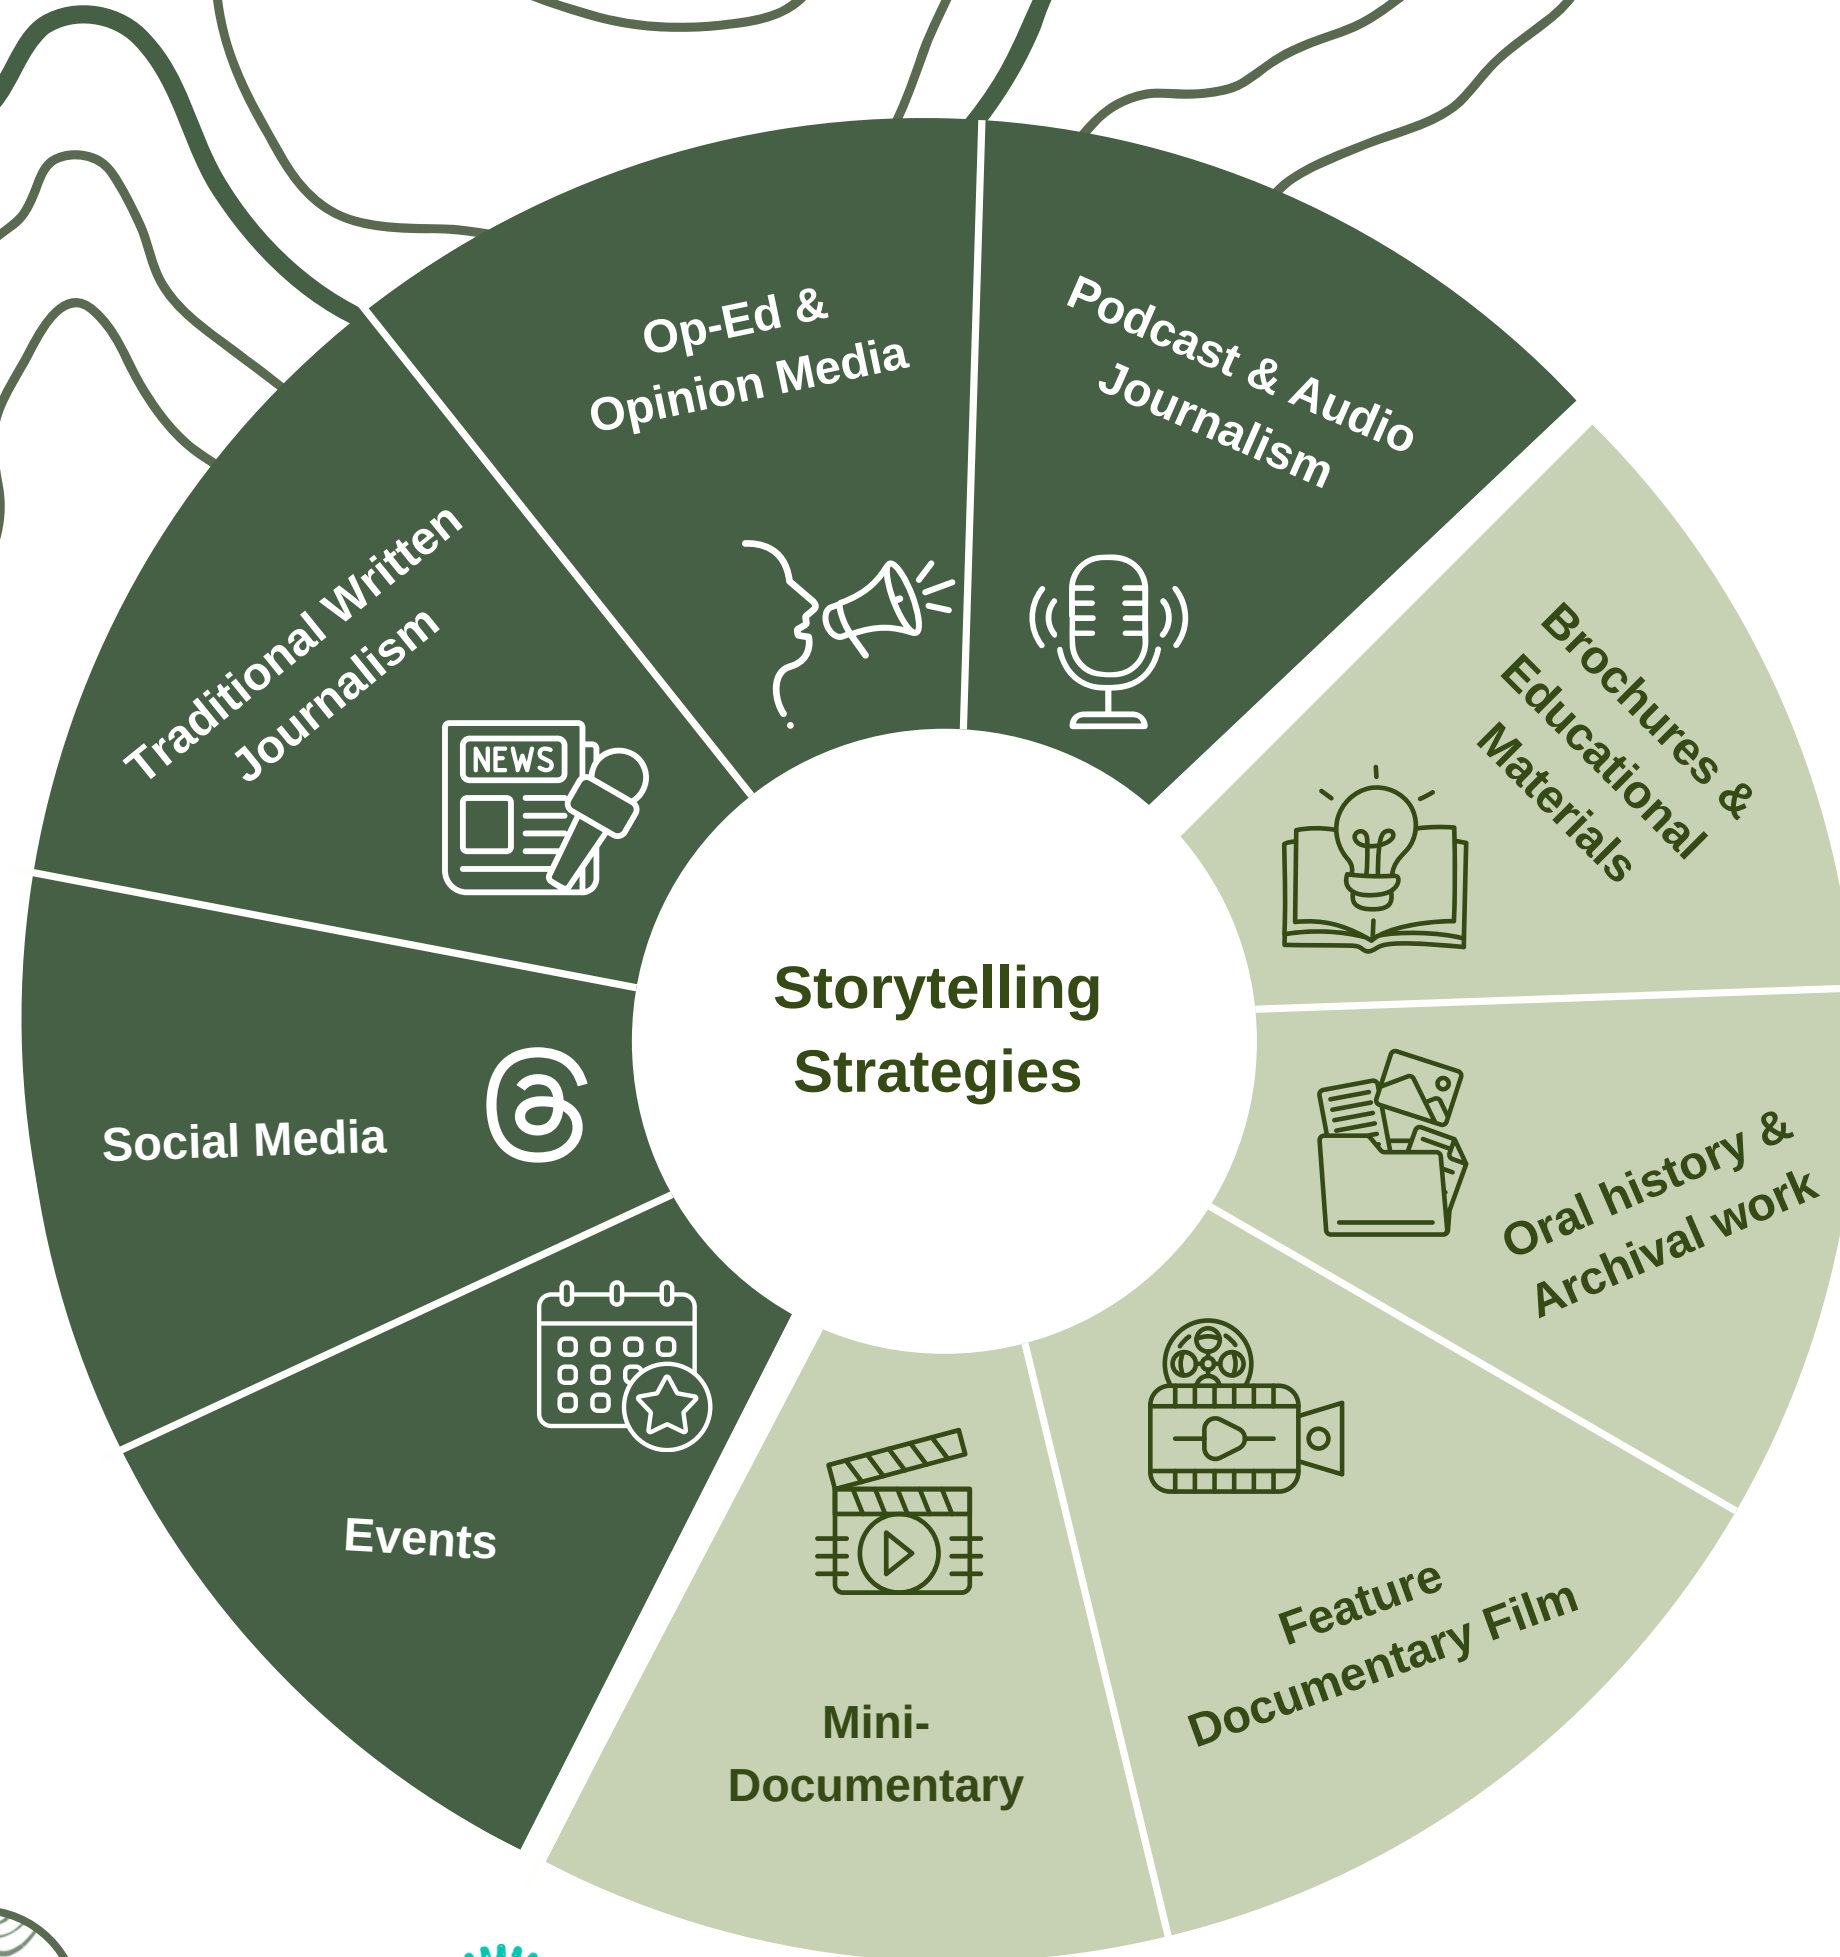 Storytelling
Strategies
Op-Ed &
Opinion Media
Podcast & Audio
Journalism
Brochures &
Educational
Materials
Oral history &
Archival work
Feature
Documentary Film
Mini-
Documentary
Events
Social Media
Traditional Written
Journalism
NEWS